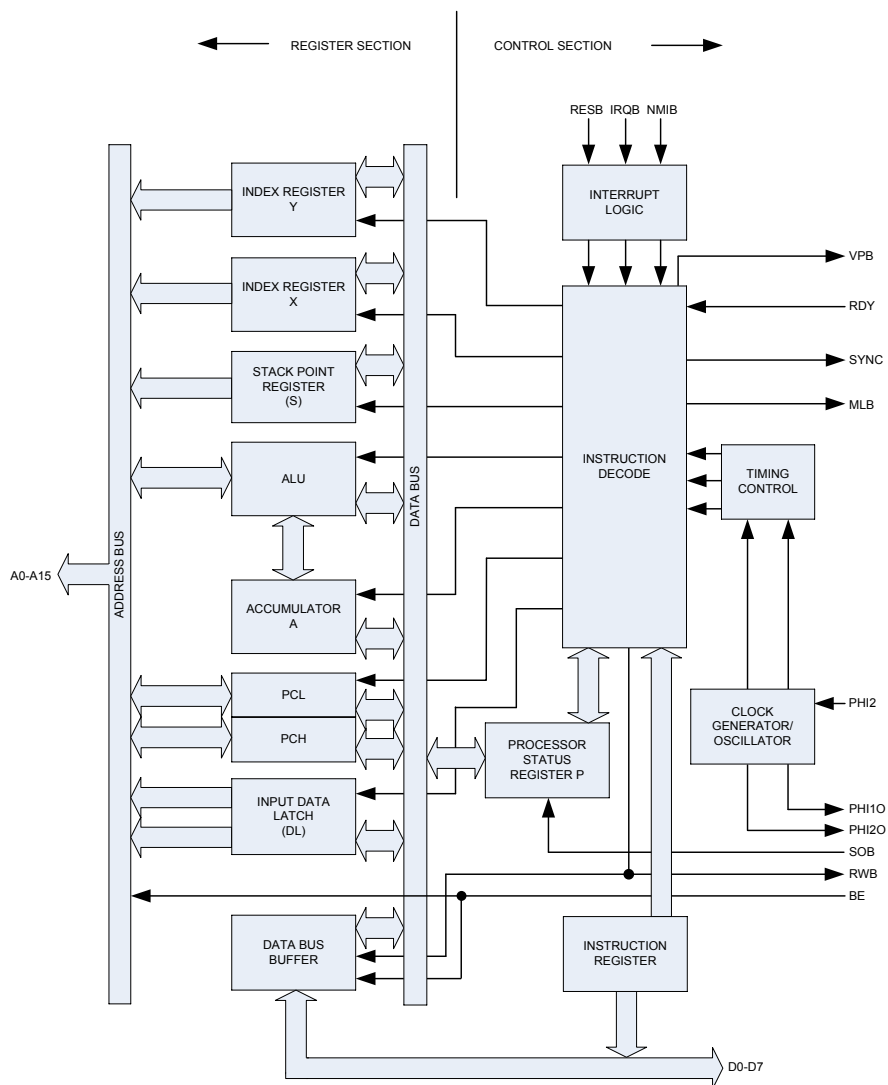 REGISTER SECTION
CONTROL SECTION
RESB
IRQB
NMIB
INTERRUPT
LOGIC
INDEX REGISTER
Y
VPB
INDEX REGISTER
X
RDY
STACK POINT
REGISTER
(S)
SYNC
MLB
ALU
INSTRUCTION
DECODE
TIMING
CONTROL
DATA BUS
ADDRESS BUS
A0-A15
ACCUMULATOR
A
PCL
PCH
PROCESSOR
STATUS
REGISTER P
CLOCK
GENERATOR/
OSCILLATOR
PHI2
INPUT DATA
LATCH
(DL)
PHI1O
PHI2O
SOB
RWB
BE
DATA BUS
BUFFER
INSTRUCTION
REGISTER
D0-D7